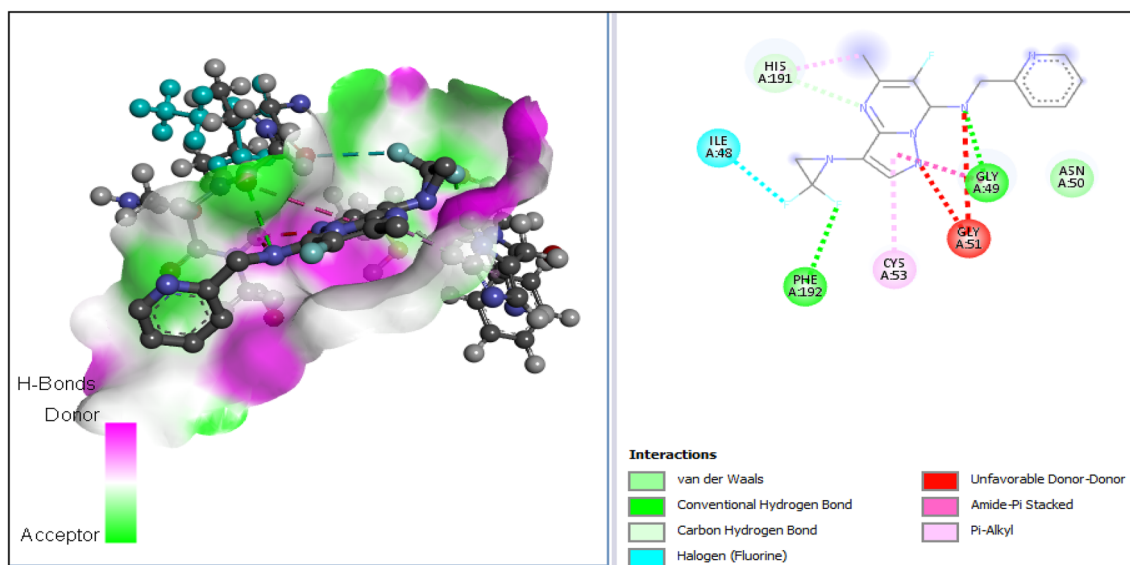 H-Bonds
Donor
Acceptor
HIS
A:191
F
N
N
N
ILE
A:48
N
N
N
F
F
GLY
A:49
ASN
A:50
GLY
A:51
CYS
A:53
PHE
A:192
Interactions
van der Waals
Conventional Hydrogen Bond
Carbon Hydrogen Bond
Halogen (Fluorine)
Unfavorable Donor-Donor
Amide-Pi Stacked
Pi-Alkyl